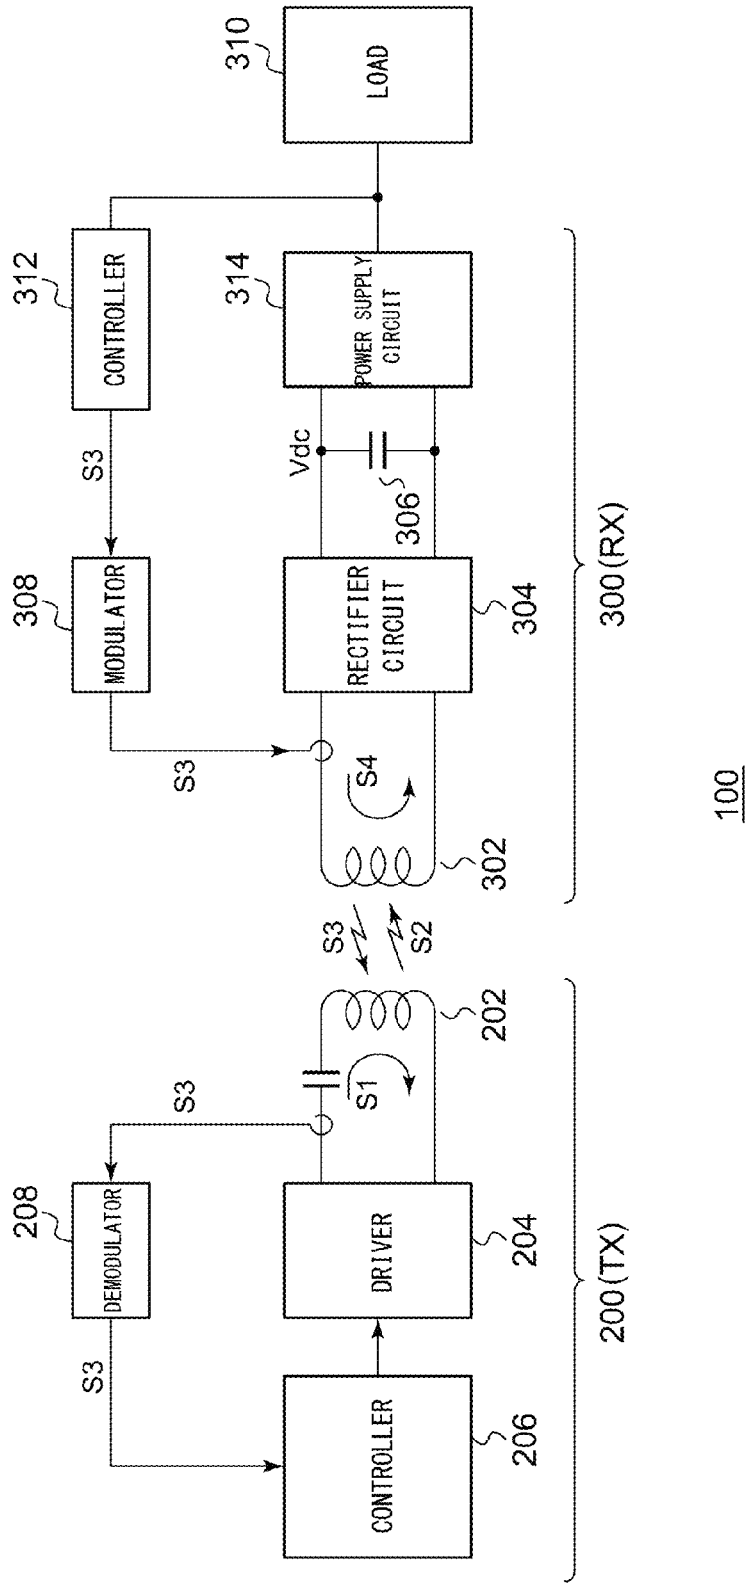 100
200(TX)
300(RX)
208
DEMODULATOR
S3
S3
206
CONTROLLER
204
DRIVER
S1
202
S3
S2
302
S4
S3
308
MODULATOR
S3
312
CONTROLLER
304
RECTIFIER
CIRCUIT
Vdc
306
314
POWER SUPPLY
CIRCUIT
310
LOAD